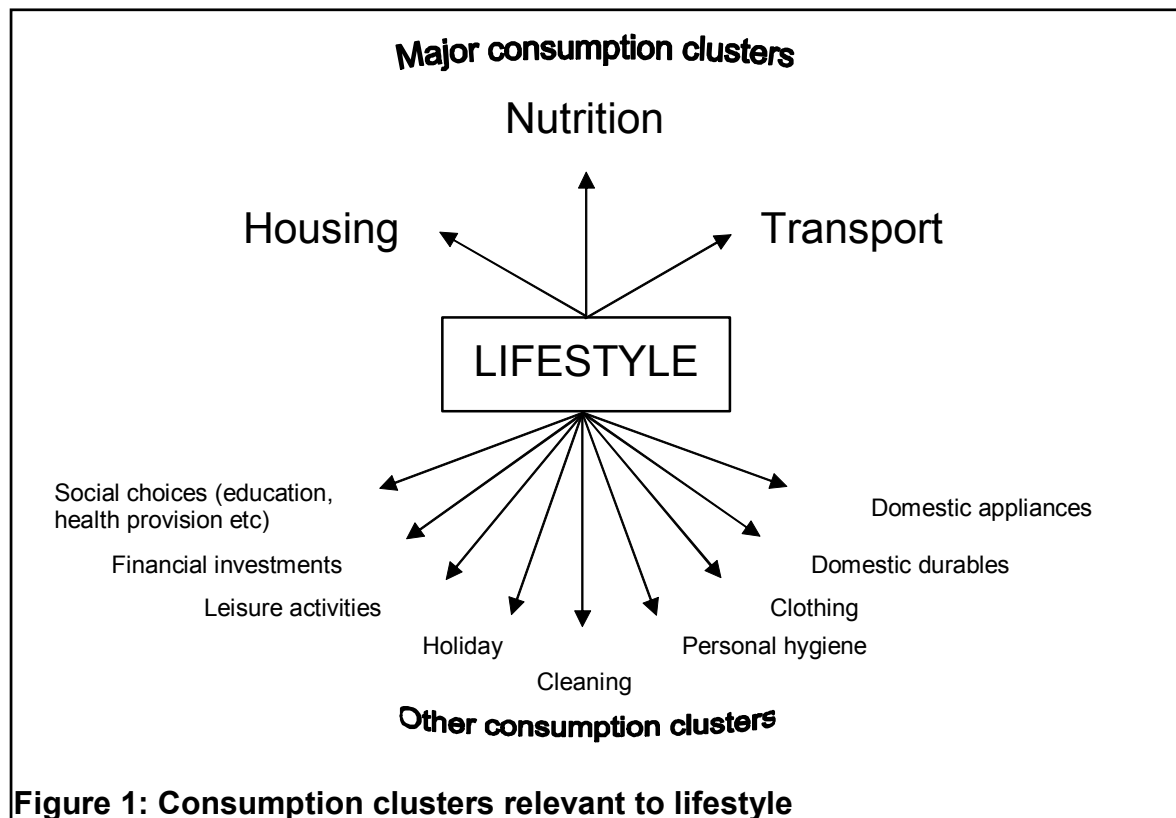 Major consumption clusters
Nutrition
Housing
Transport
LIFESTYLE
Social choices (education,
health provision etc)
Domestic appliances
Financial investments
Domestic durables
Leisure activities
Clothing
Holiday
Personal hygiene
Cleaning
Other consumption clusters
Figure 1: Consumption clusters relevant to lifestyle